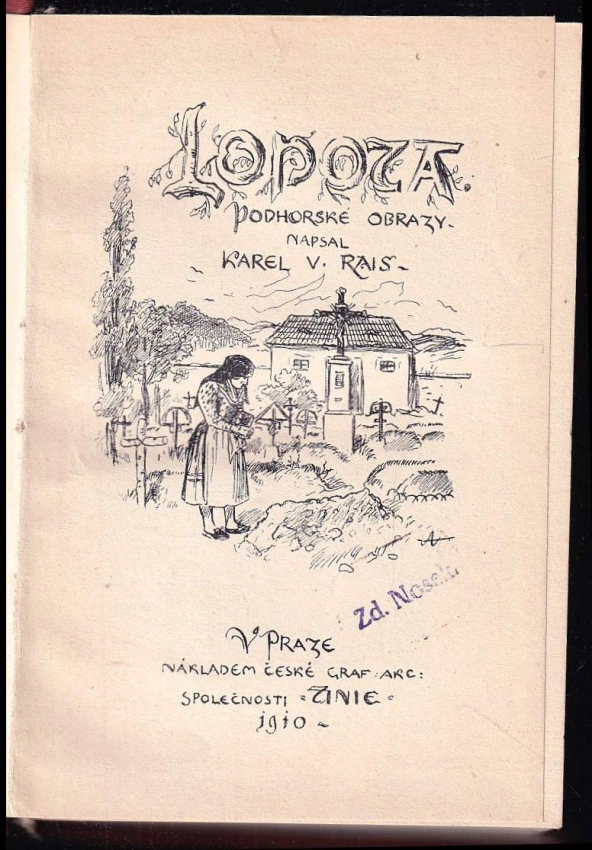 LOPOTA.
PODHORSKÉ OBRAZY.
NAPSAL
KAREL V. RAIS
V PRAZE
NÁKLADEM ČESKÉ GRAF. AKC:
SPOLEČNOSTI "UNIE"
1910
Zd. Nosek